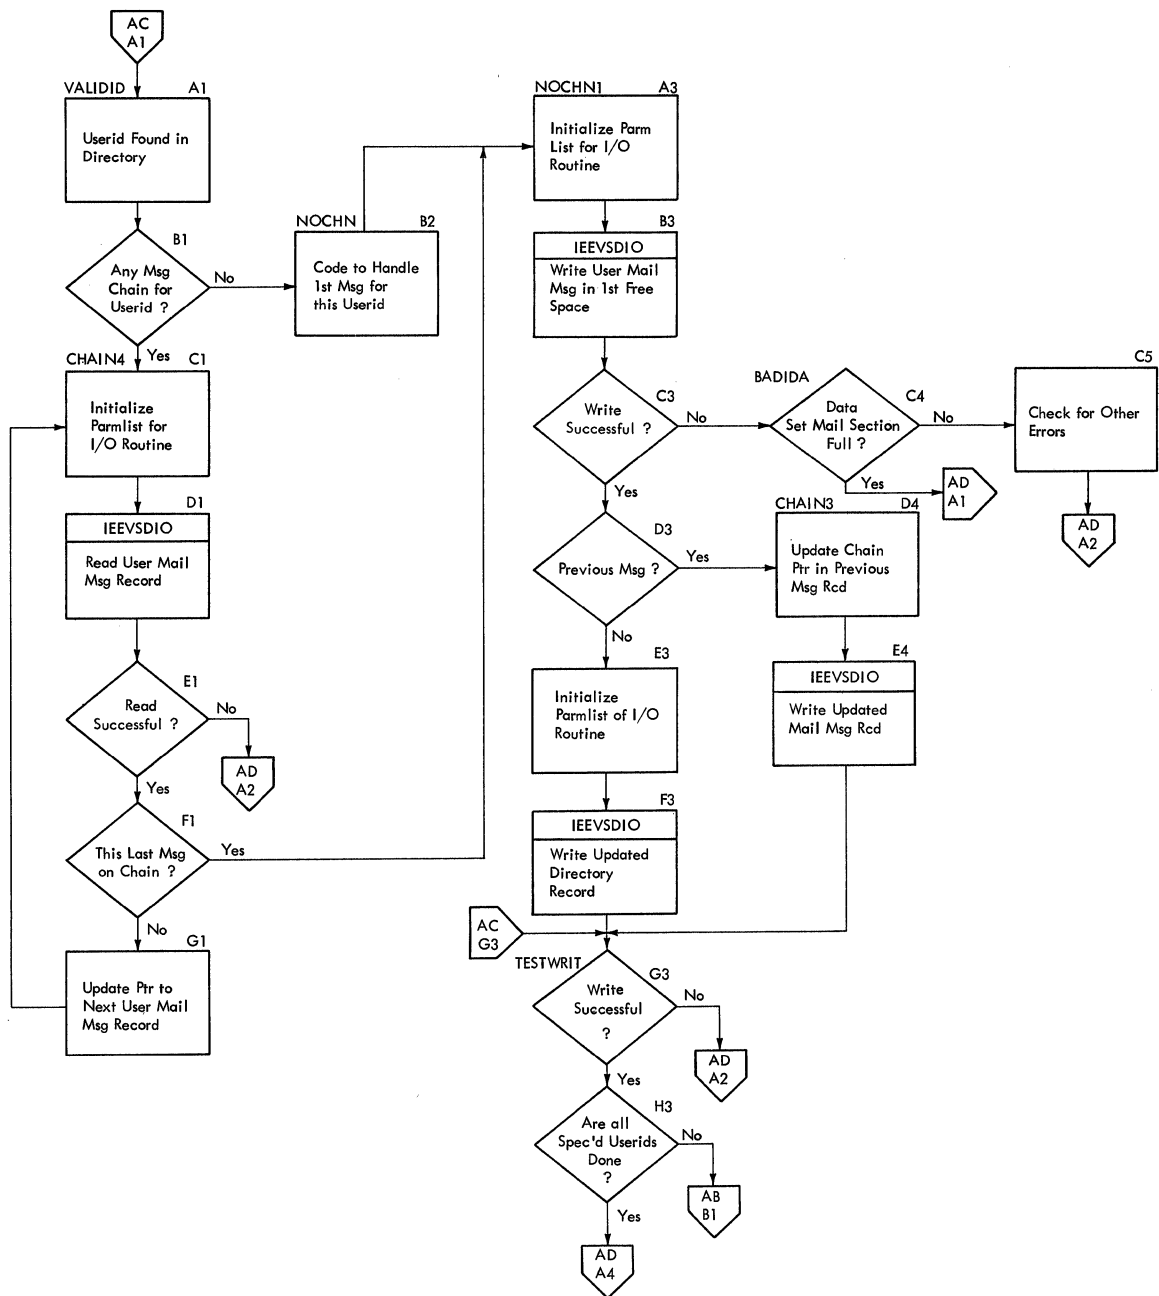 AC
A1
VALIDID
A1
Userid Found in
Directory
B1
Any Msg
Chain for
Userid ?
No
Yes
NOCHN
B2
Code to Handle
1st Msg for
this Userid
CHAIN4
C1
Initialize
Parmlist for
I/O Routine
D1
IEEVSDIO
Read User Mail
Msg Record
E1
Read
Successful ?
No
AD
A2
Yes
F1
This Last Msg
on Chain ?
Yes
No
G1
Update Ptr to
Next User Mail
Msg Record
NOCHN1
A3
Initialize Parm
List for I/O
Routine
B3
IEEVSDIO
Write User Mail
Msg in 1st Free
Space
C3
Write
Successful ?
No
Yes
BADIDA
C4
Data
Set Mail Section
Full ?
No
Yes
AD
A1
C5
Check for Other
Errors
AD
A2
D3
Previous Msg ?
Yes
No
CHAIN3
D4
Update Chain
Ptr in Previous
Msg Rcd
E4
IEEVSDIO
Write Updated
Mail Msg Rcd
E3
Initialize
Parmlist of I/O
Routine
F3
IEEVSDIO
Write Updated
Directory
Record
AC
G3
TESTWRIT
G3
Write
Successful
?
No
AD
A2
Yes
H3
Are all
Spec'd Userids
Done
?
No
AB
B1
Yes
AD
A4